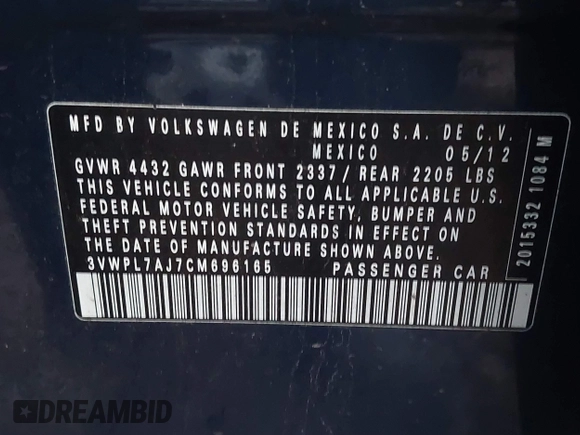 MFD BY VOLKSWAGEN DE MEXICO S.A. DE C.V.
MEXICO 05/12
GVWR 4432 GAWR FRONT 2337/ REAR 2205 LBS
THIS VEHICLE CONFORMS TO ALL APPLICABLE U.S.
FEDERAL MOTOR VEHICLE SAFETY, BUMPER AND
THEFT PREVENTION STANDARDS IN EFFECT ON
THE DATE OF MANUFACTURE SHOWN ABOVE.
3VWPL7AJ7CM696165 PASSENGER CAR
2015332 1084 M
DREAMBID